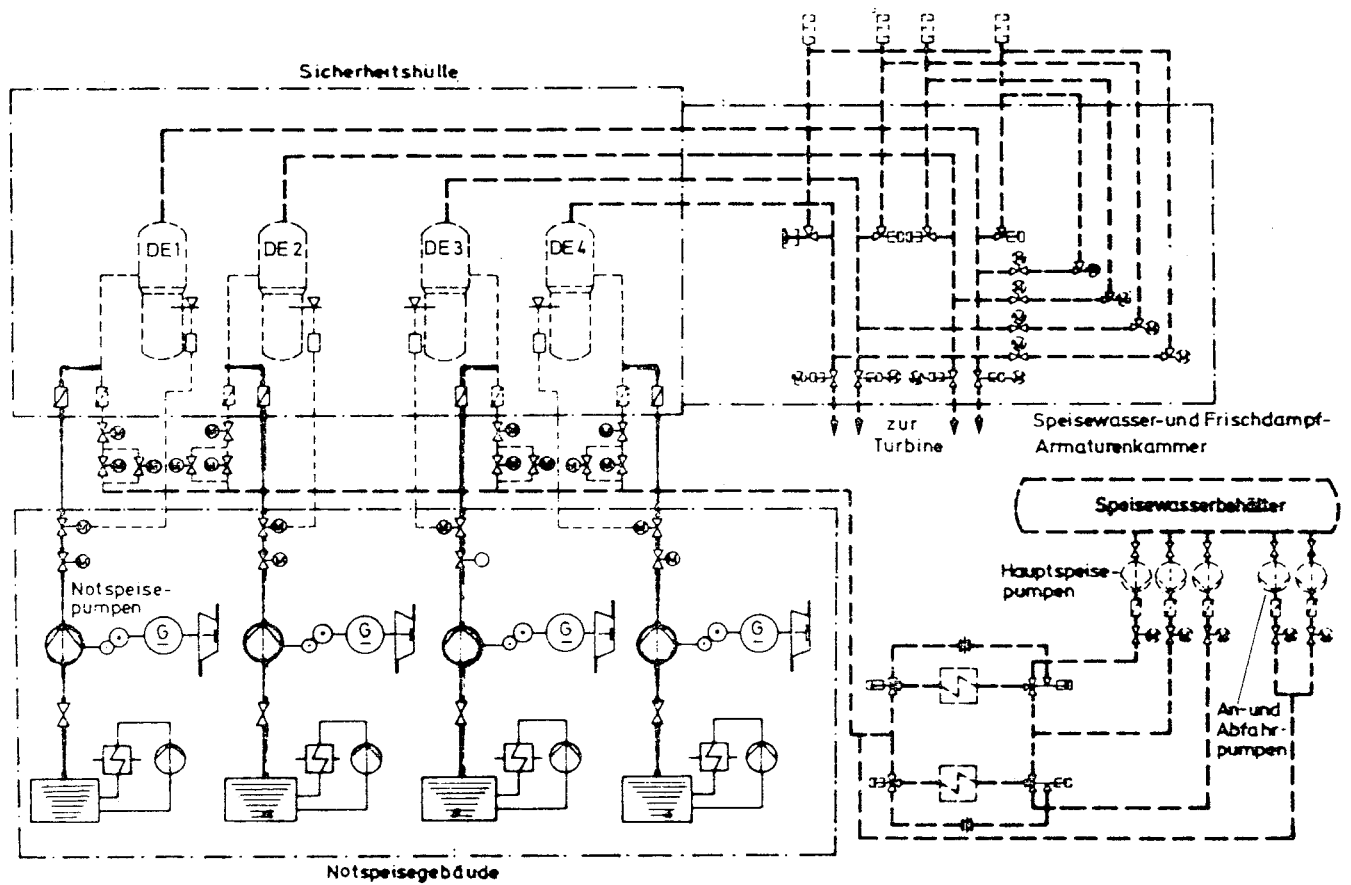 Sicherheitshülle
DE1
DE2
DE3
DE4
zur
Turbine
Speisewasser-und Frischdampf-
Armaturenkammer
Speisewasserbehälter
Hauptspeise-
pumpen
Notspeise-
pumpen
G
G
G
G
An-und
Abfahr-
pumpen
Notspeisegebäude